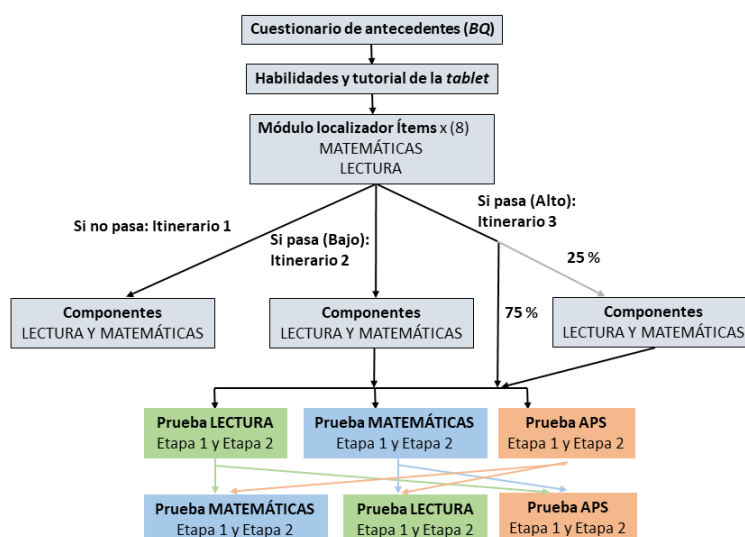 Cuestionario de antecedentes (BQ)
Habilidades y tutorial de la tablet
Módulo localizador Ítems x (8)
MATEMÁTICAS
LECTURA
Si no pasa: Itinerario 1
Si pasa (Bajo):
Itinerario 2
Si pasa (Alto):
Itinerario 3
25 %
75 %
Componentes
LECTURA Y MATEMÁTICAS
Componentes
LECTURA Y MATEMÁTICAS
Componentes
LECTURA Y MATEMÁTICAS
Prueba LECTURA
Etapa 1 y Etapa 2
Prueba MATEMÁTICAS
Etapa 1 y Etapa 2
Prueba APS
Etapa 1 y Etapa 2
Prueba MATEMÁTICAS
Etapa 1 y Etapa 2
Prueba LECTURA
Etapa 1 y Etapa 2
Prueba APS
Etapa 1 y Etapa 2